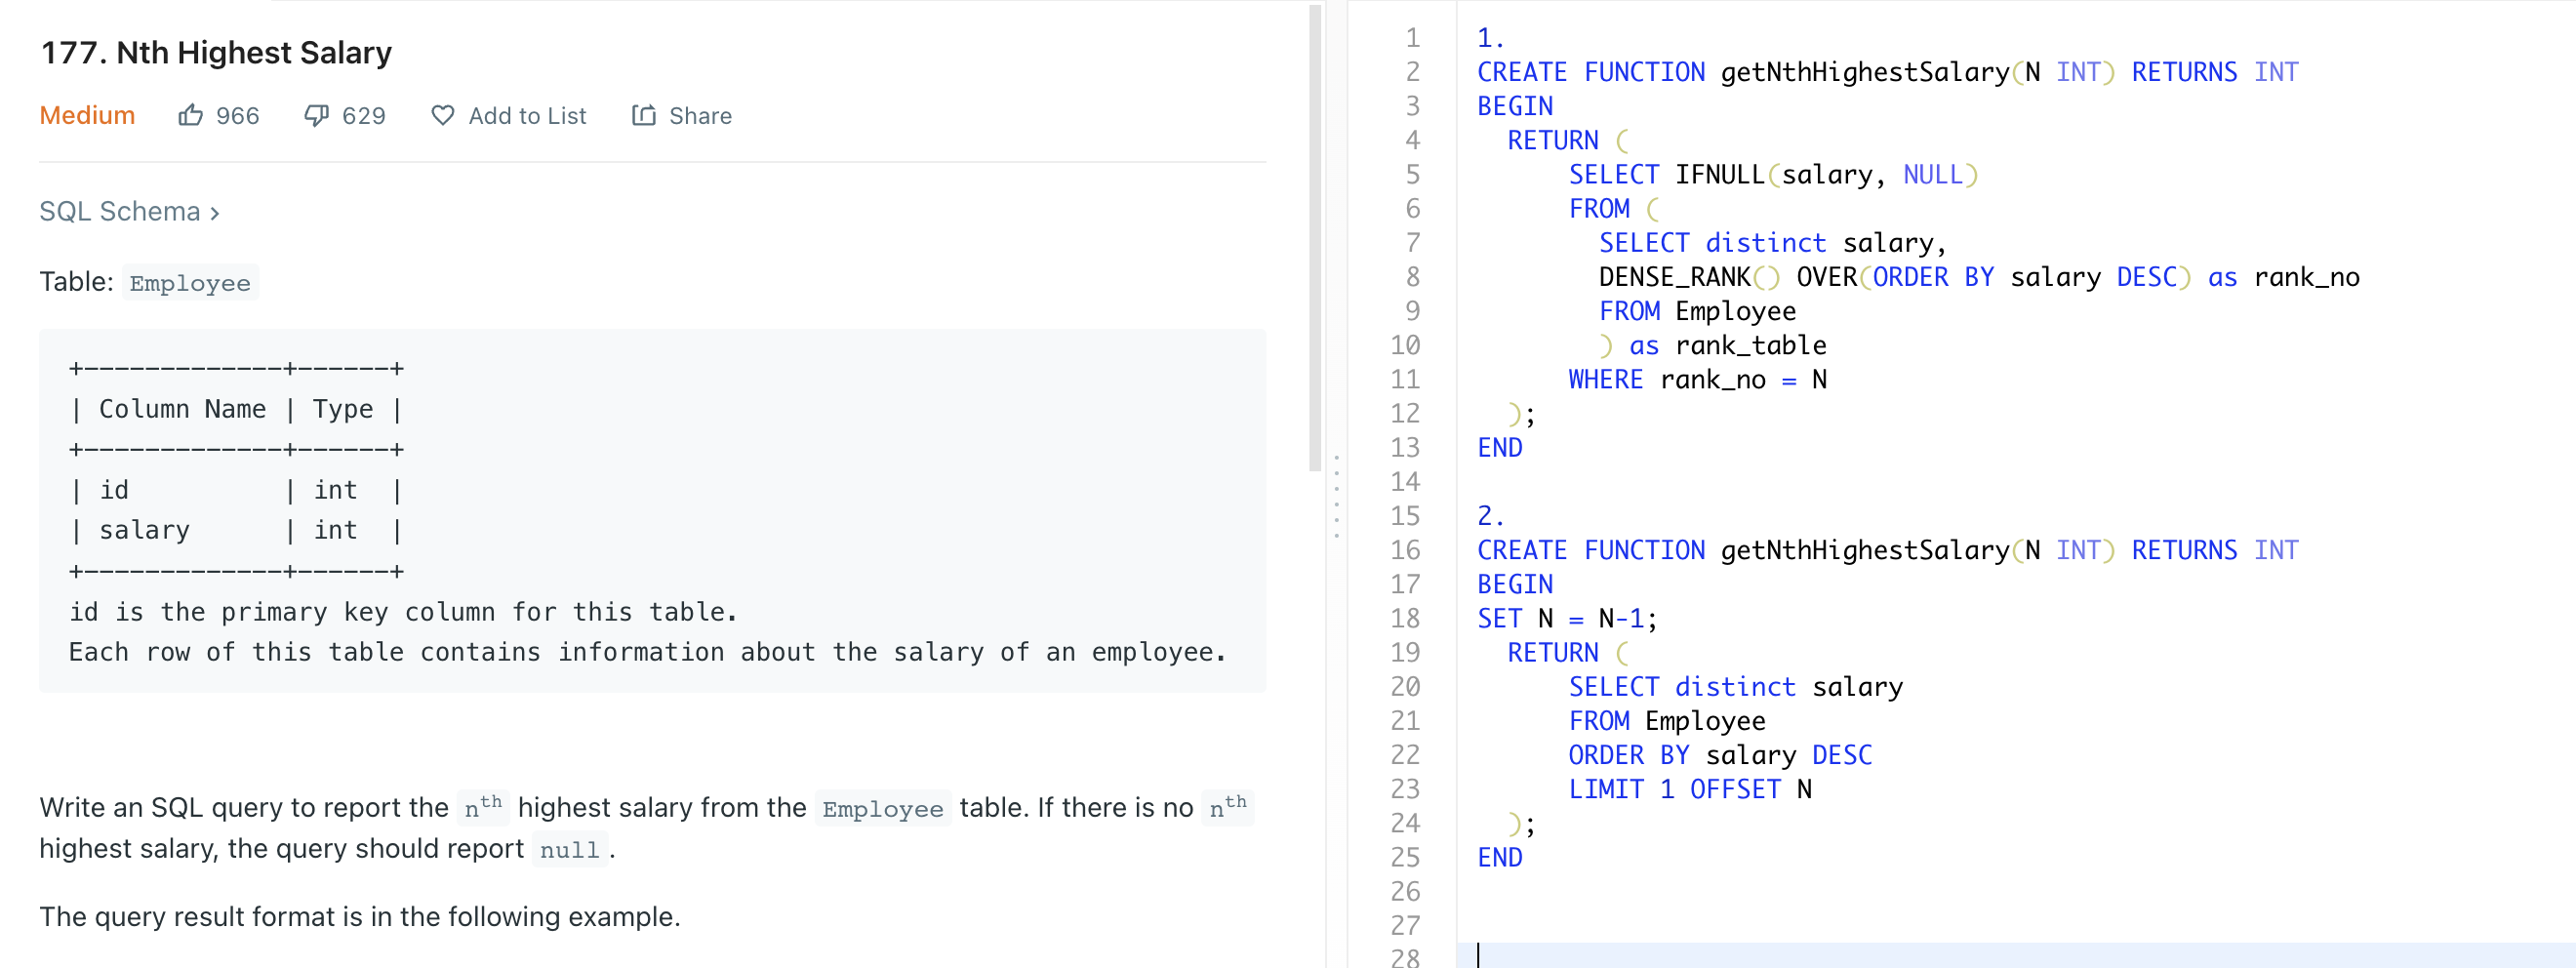 177. Nth Highest Salary
Medium 966 629 Add to List Share
SQL Schema >
Table: Employee
+-------------+------+
| Column Name | Type |
+-------------+------+
| id          | int  |
| salary      | int  |
+-------------+------+
id is the primary key column for this table.
Each row of this table contains information about the salary of an employee.
Write an SQL query to report the nth highest salary from the Employee table. If there is no nth
highest salary, the query should report null.
The query result format is in the following example.
1 1.
2 CREATE FUNCTION getNthHighestSalary(N INT) RETURNS INT
3 BEGIN
4   RETURN (
5       SELECT IFNULL(salary, NULL)
6       FROM (
7         SELECT distinct salary,
8         DENSE_RANK() OVER(ORDER BY salary DESC) as rank_no
9         FROM Employee
10         ) as rank_table
11       WHERE rank_no = N
12   );
13 END
14
15 2.
16 CREATE FUNCTION getNthHighestSalary(N INT) RETURNS INT
17 BEGIN
18 SET N = N-1;
19   RETURN (
20       SELECT distinct salary
21       FROM Employee
22       ORDER BY salary DESC
23       LIMIT 1 OFFSET N
24   );
25 END
26
27
28